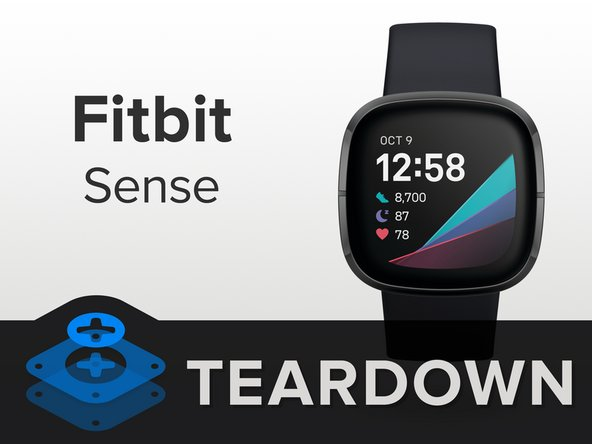 Fitbit
Sense
OCT 9
12:58
8,700
87
78
TEARDOWN